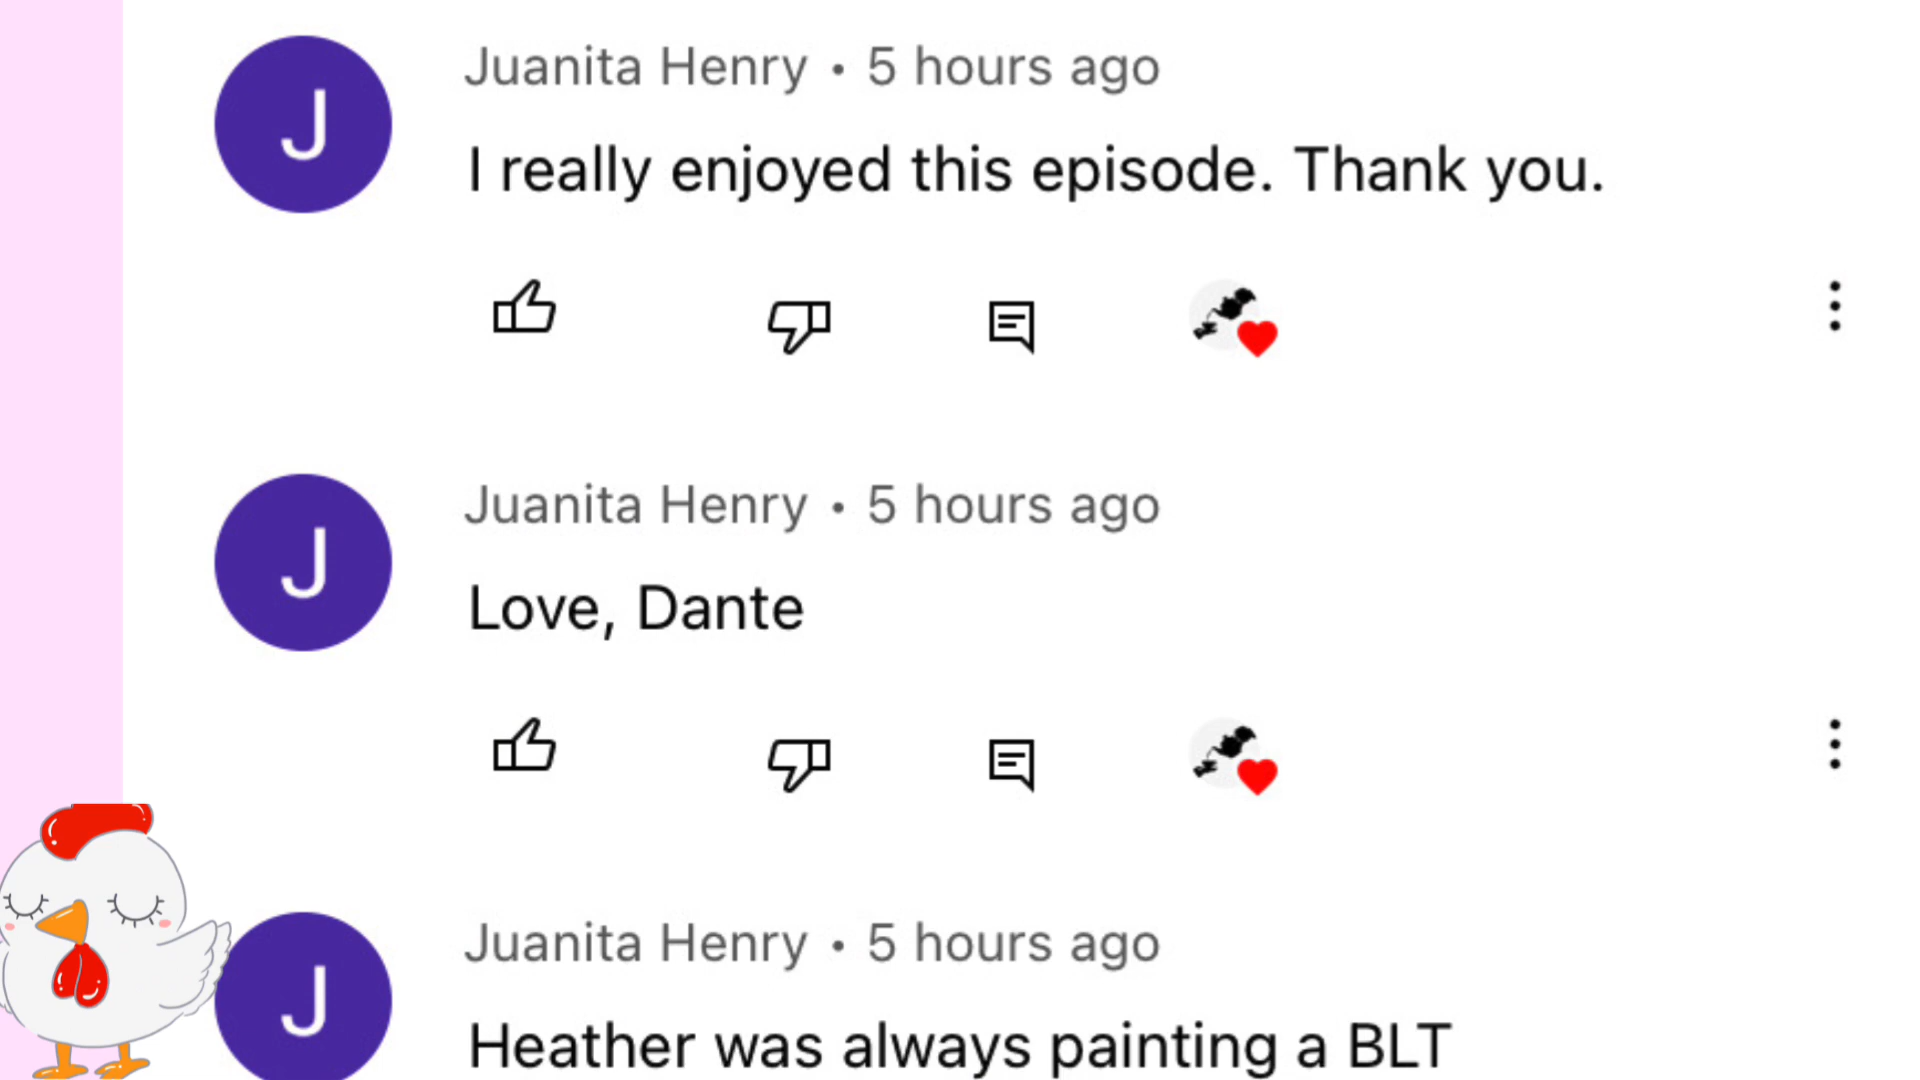 Juanita Henry • 5 hours ago
J
I really enjoyed this episode. Thank you.
Juanita Henry • 5 hours ago
J
Love, Dante
Juanita Henry • 5 hours ago
J
Heather was always painting a BLT